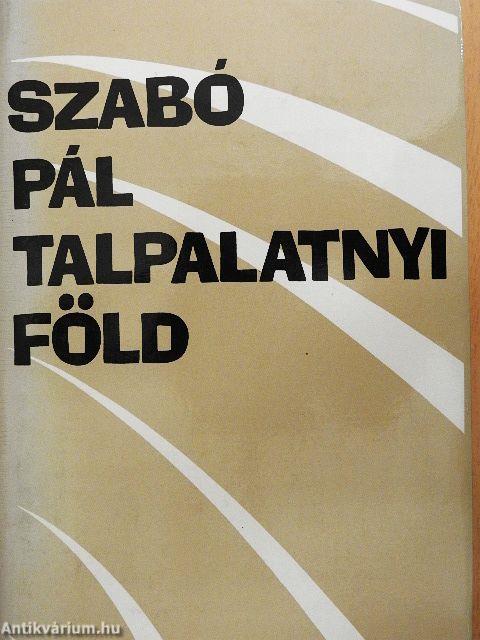 SZABÓ
PÁL
TALPALATNYI
FÖLD
Antikvárium.hu